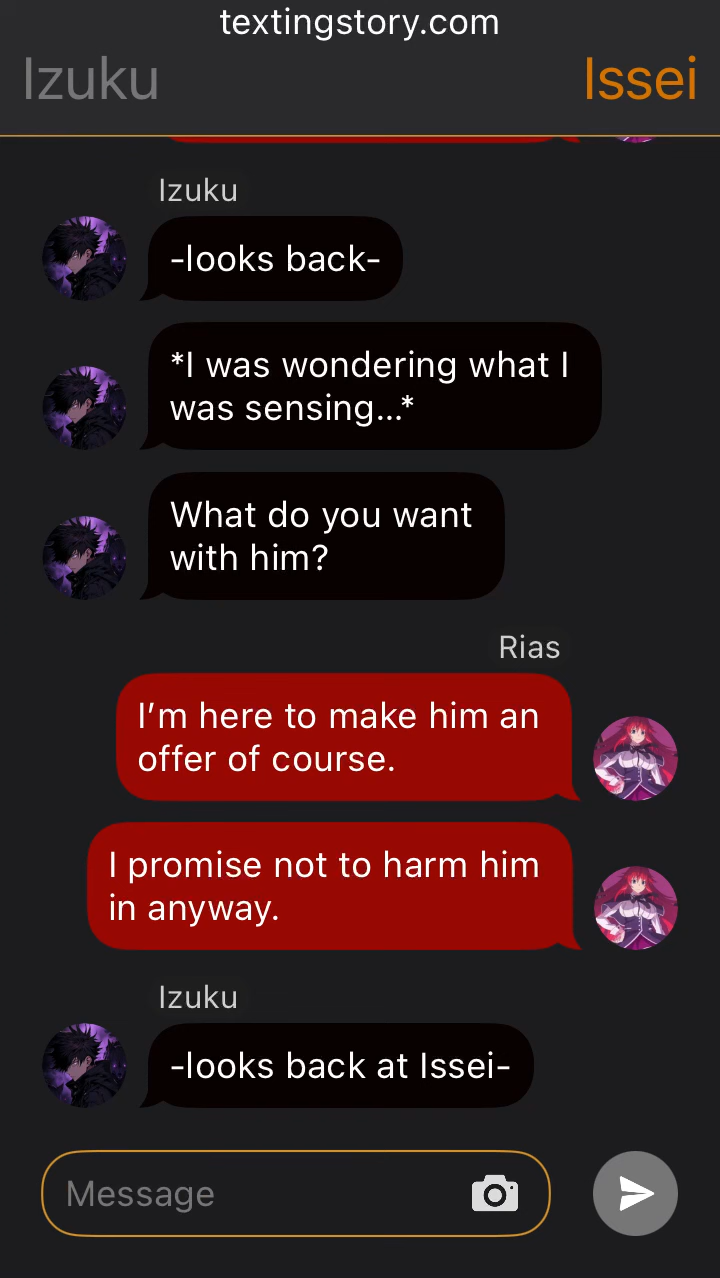 textingstory.com
Izuku
Issei
Izuku
-looks back-
*I was wondering what I
was sensing...*
What do you want
with him?
Rias
I’m here to make him an
offer of course.
I promise not to harm him
in anyway.
Izuku
-looks back at Issei-
Message